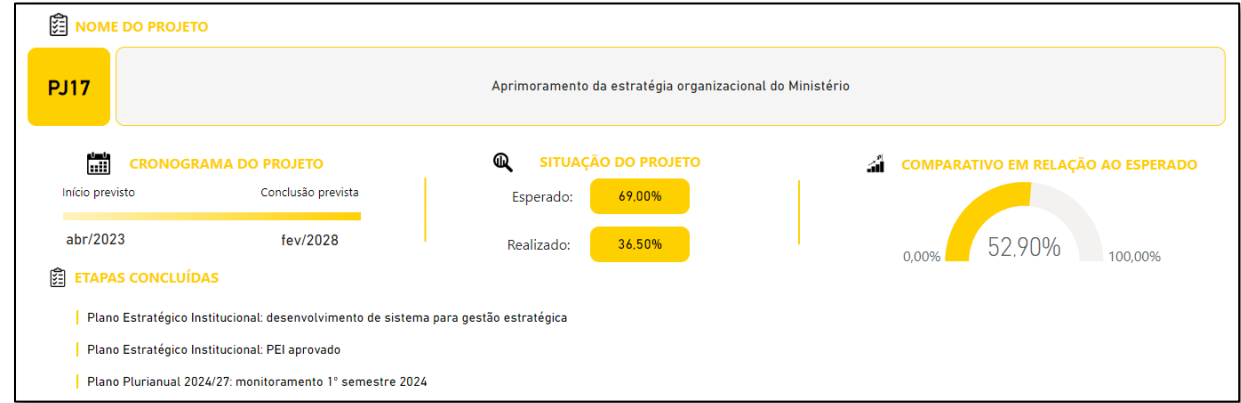 NOME DO PROJETO
PJ17
Aprimoramento da estratégia organizacional do Ministério
CRONOGRAMA DO PROJETO
Início previsto
Conclusão prevista
abr/2023
fev/2028
SITUAÇÃO DO PROJETO
Esperado:
69,00%
Realizado:
36,50%
COMPARATIVO EM RELAÇÃO AO ESPERADO
0,00%
52,90%
100,00%
ETAPAS CONCLUÍDAS
Plano Estratégico Institucional: desenvolvimento de sistema para gestão estratégica
Plano Estratégico Institucional: PEI aprovado
Plano Plurianual 2024/27: monitoramento 1° semestre 2024